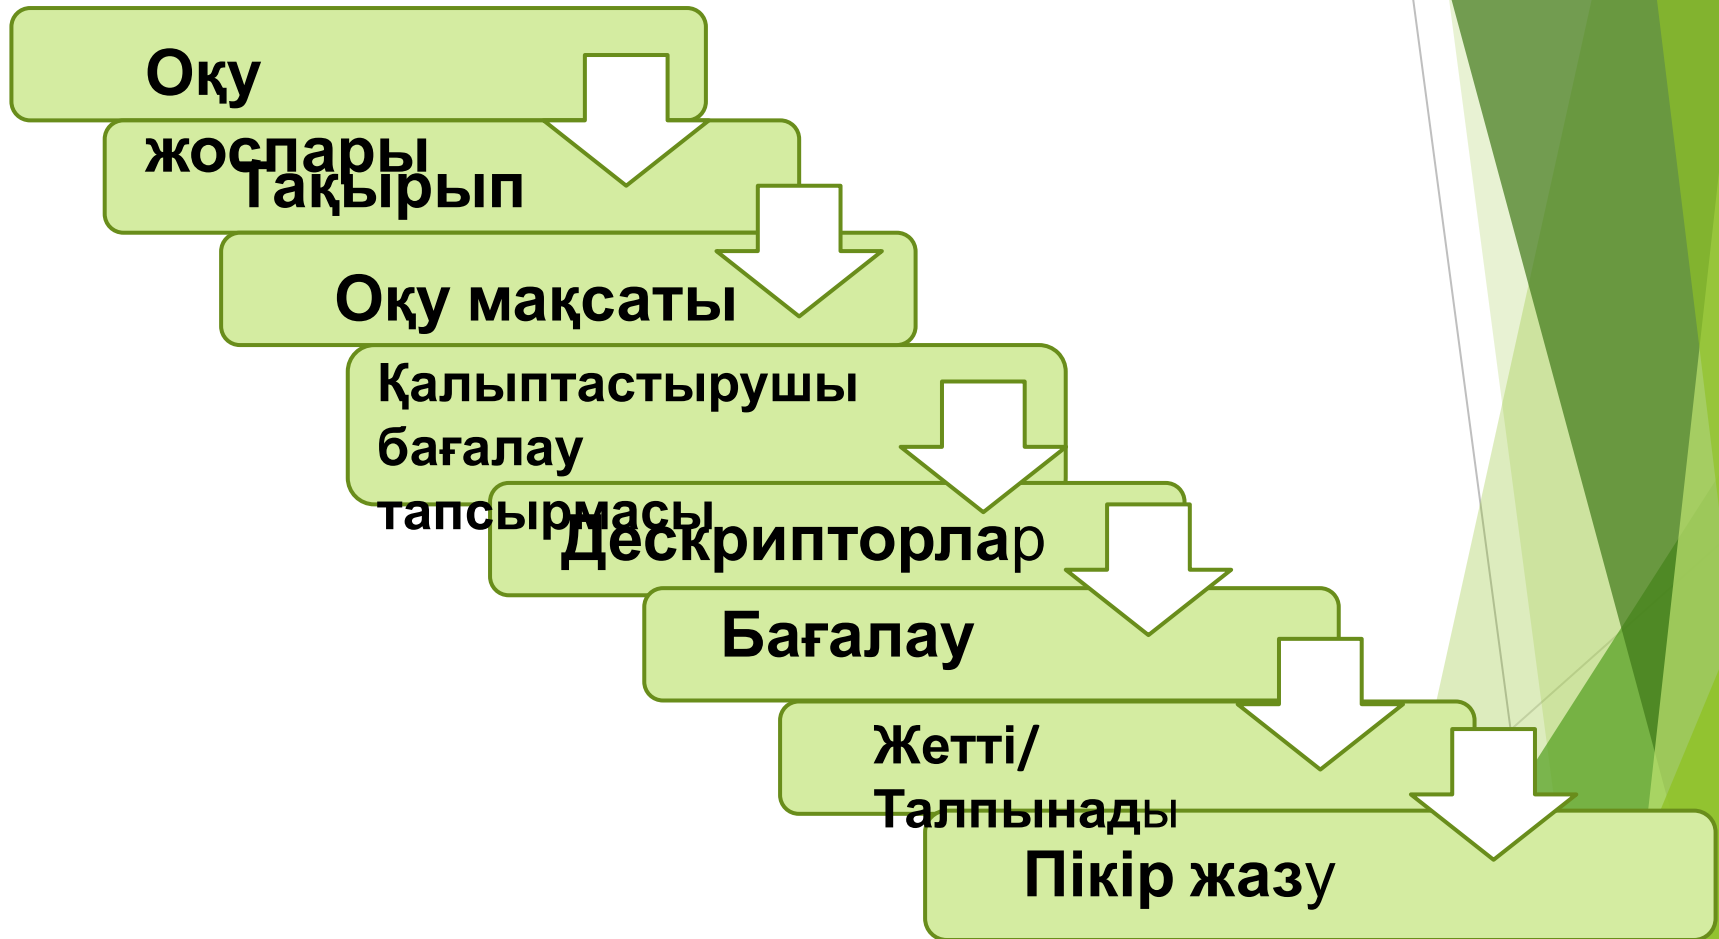 Оқу
жоспары
Тақырып
Оқу мақсаты
Қалыптастырушы
бағалау
тапсырмасы
Дескрипторлар
Бағалау
Жетті/
Талпынады
Пікір жазу